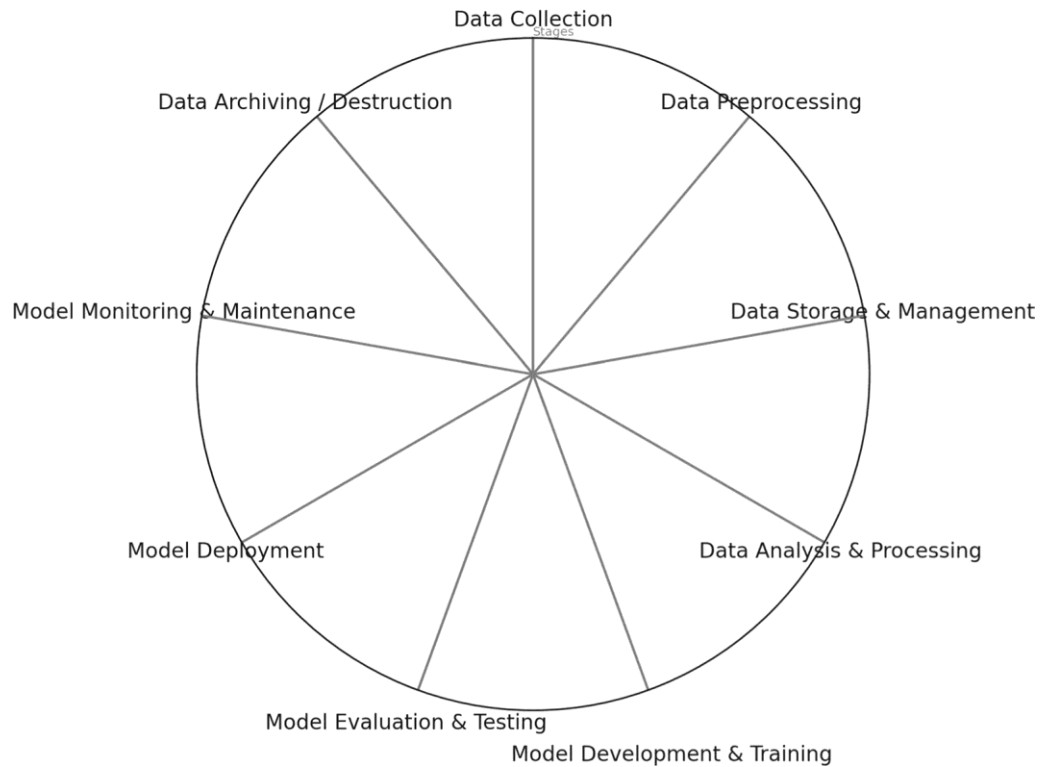 Data Collection
Stages
Data Archiving / Destruction
Data Preprocessing
Model Monitoring & Maintenance
Data Storage & Management
Model Deployment
Data Analysis & Processing
Model Evaluation & Testing
Model Development & Training